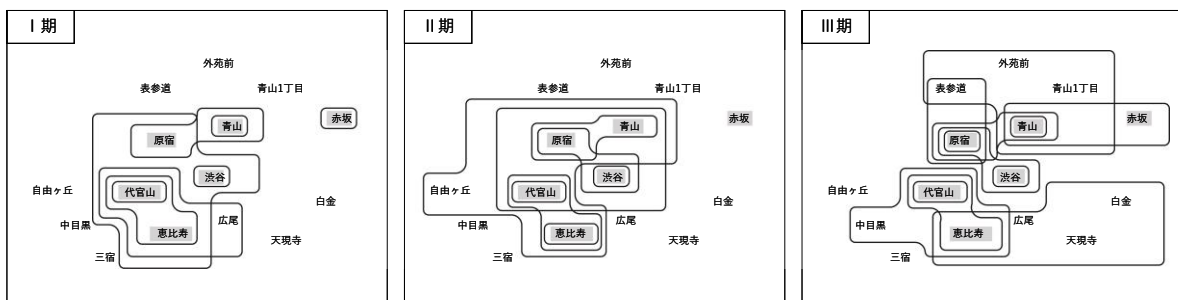 Ⅰ期
外苑前
表参道
青山1丁目
赤坂
青山
原宿
渋谷
自由ヶ丘
代官山
白金
中目黒
広尾
恵比寿
天現寺
三宿
Ⅱ期
外苑前
表参道
青山1丁目
赤坂
青山
原宿
渋谷
自由ヶ丘
代官山
白金
中目黒
広尾
恵比寿
天現寺
三宿
Ⅲ期
外苑前
表参道
青山1丁目
赤坂
青山
原宿
渋谷
自由ヶ丘
代官山
白金
中目黒
広尾
恵比寿
天現寺
三宿